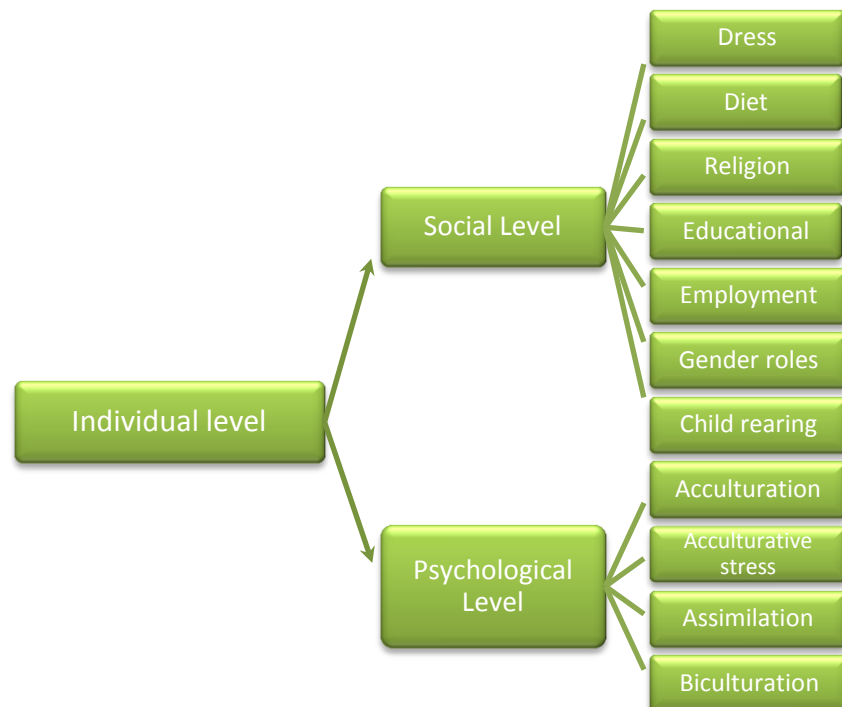 Dress
Diet
Religion
Social Level
Educational
Employment
Gender roles
Individual level
Child rearing
Acculturation
Psychological
Level
Acculturative
stress
Assimilation
Biculturation